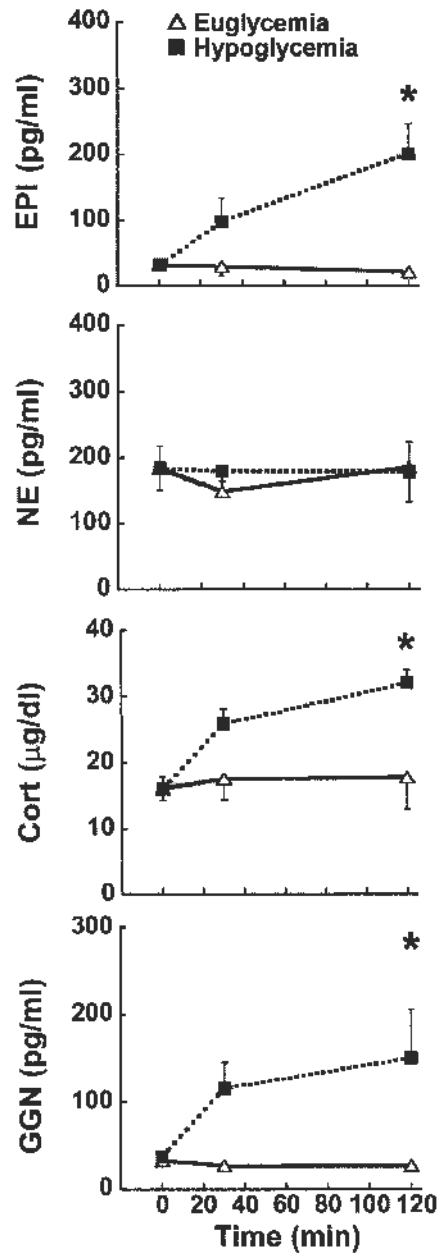 △ Euglycemia
■ Hypoglycemia
EPI (pg/ml)
400
300
200
100
0
*
NE (pg/ml)
400
300
200
100
0
Cort (μg/dl)
40
30
20
10
0
*
GGN (pg/ml)
300
200
100
0
*
0 20 40 60 80 100 120
Time (min)